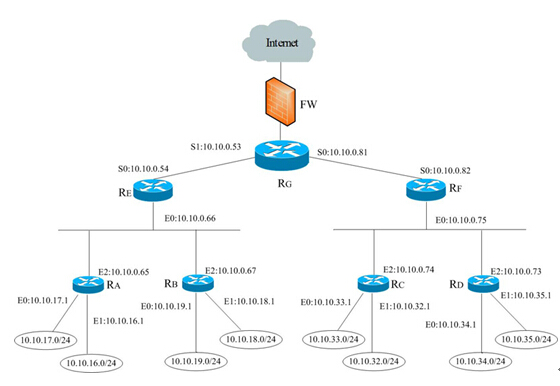 Internet
FW
S1:10.10.0.53
S0:10.10.0.81
RG
S0:10.10.0.54
S0:10.10.0.82
RE
RF
E0:10.10.0.66
E0:10.10.0.75
E2:10.10.0.65
E2:10.10.0.67
E2:10.10.0.74
E2:10.10.0.73
RA
RB
RC
RD
E0:10.10.17.1
E0:10.10.19.1
E1:10.10.18.1
E0:10.10.33.1
E1:10.10.32.1
E1:10.10.35.1
E1:10.10.16.1
E0:10.10.34.1
10.10.17.0/24
10.10.18.0/24
10.10.33.0/24
10.10.35.0/24
10.10.16.0/24
10.10.19.0/24
10.10.32.0/24
10.10.34.0/24